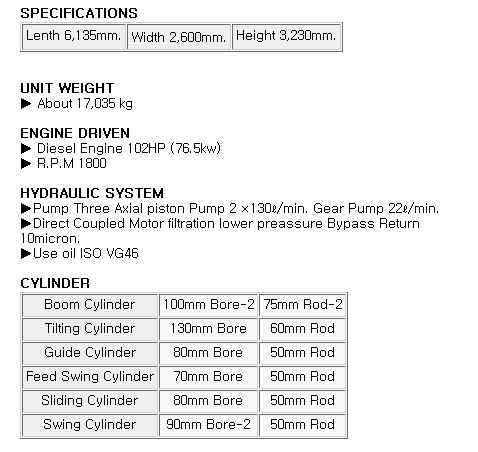 SPECIFICATIONS
Lenth 6,135mm. Width 2,600mm. Height 3,230mm.
UNIT WEIGHT
▶ About 17,035 kg
ENGINE DRIVEN
▶ Diesel Engine 102HP (76.5kw)
▶ R.P.M 1800
HYDRAULIC SYSTEM
▶Pump Three Axial piston Pump 2 ×130ℓ/min. Gear Pump 22ℓ/min.
▶Direct Coupled Motor filtration lower preassure Bypass Return
10micron.
▶Use oil ISO VG46
CYLINDER
Boom Cylinder 100mm Bore-2 75mm Rod-2
Tilting Cylinder 130mm Bore 60mm Rod
Guide Cylinder 80mm Bore 50mm Rod
Feed Swing Cylinder 70mm Bore 50mm Rod
Sliding Cylinder 80mm Bore 50mm Rod
Swing Cylinder 90mm Bore-2 50mm Rod